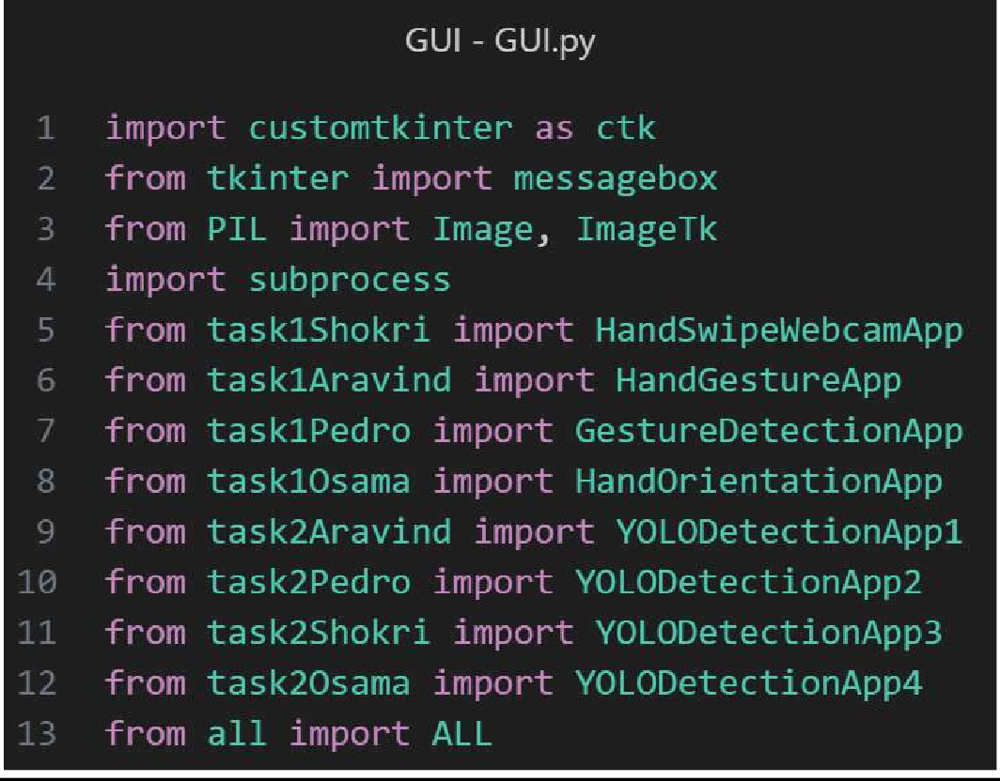 GUI - GUI.py
1 import customtkinter as ctk
2 from tkinter import messagebox
3 from PIL import Image, ImageTk
4 import subprocess
5 from task1Shokri import HandSwipeWebcamApp
6 from task1Aravind import HandGestureApp
7 from task1Pedro import GestureDetectionApp
8 from task1Osama import HandOrientationApp
9 from task2Aravind import YOLODetectionApp1
10 from task2Pedro import YOLODetectionApp2
11 from task2Shokri import YOLODetectionApp3
12 from task2Osama import YOLODetectionApp4
13 from all import ALL